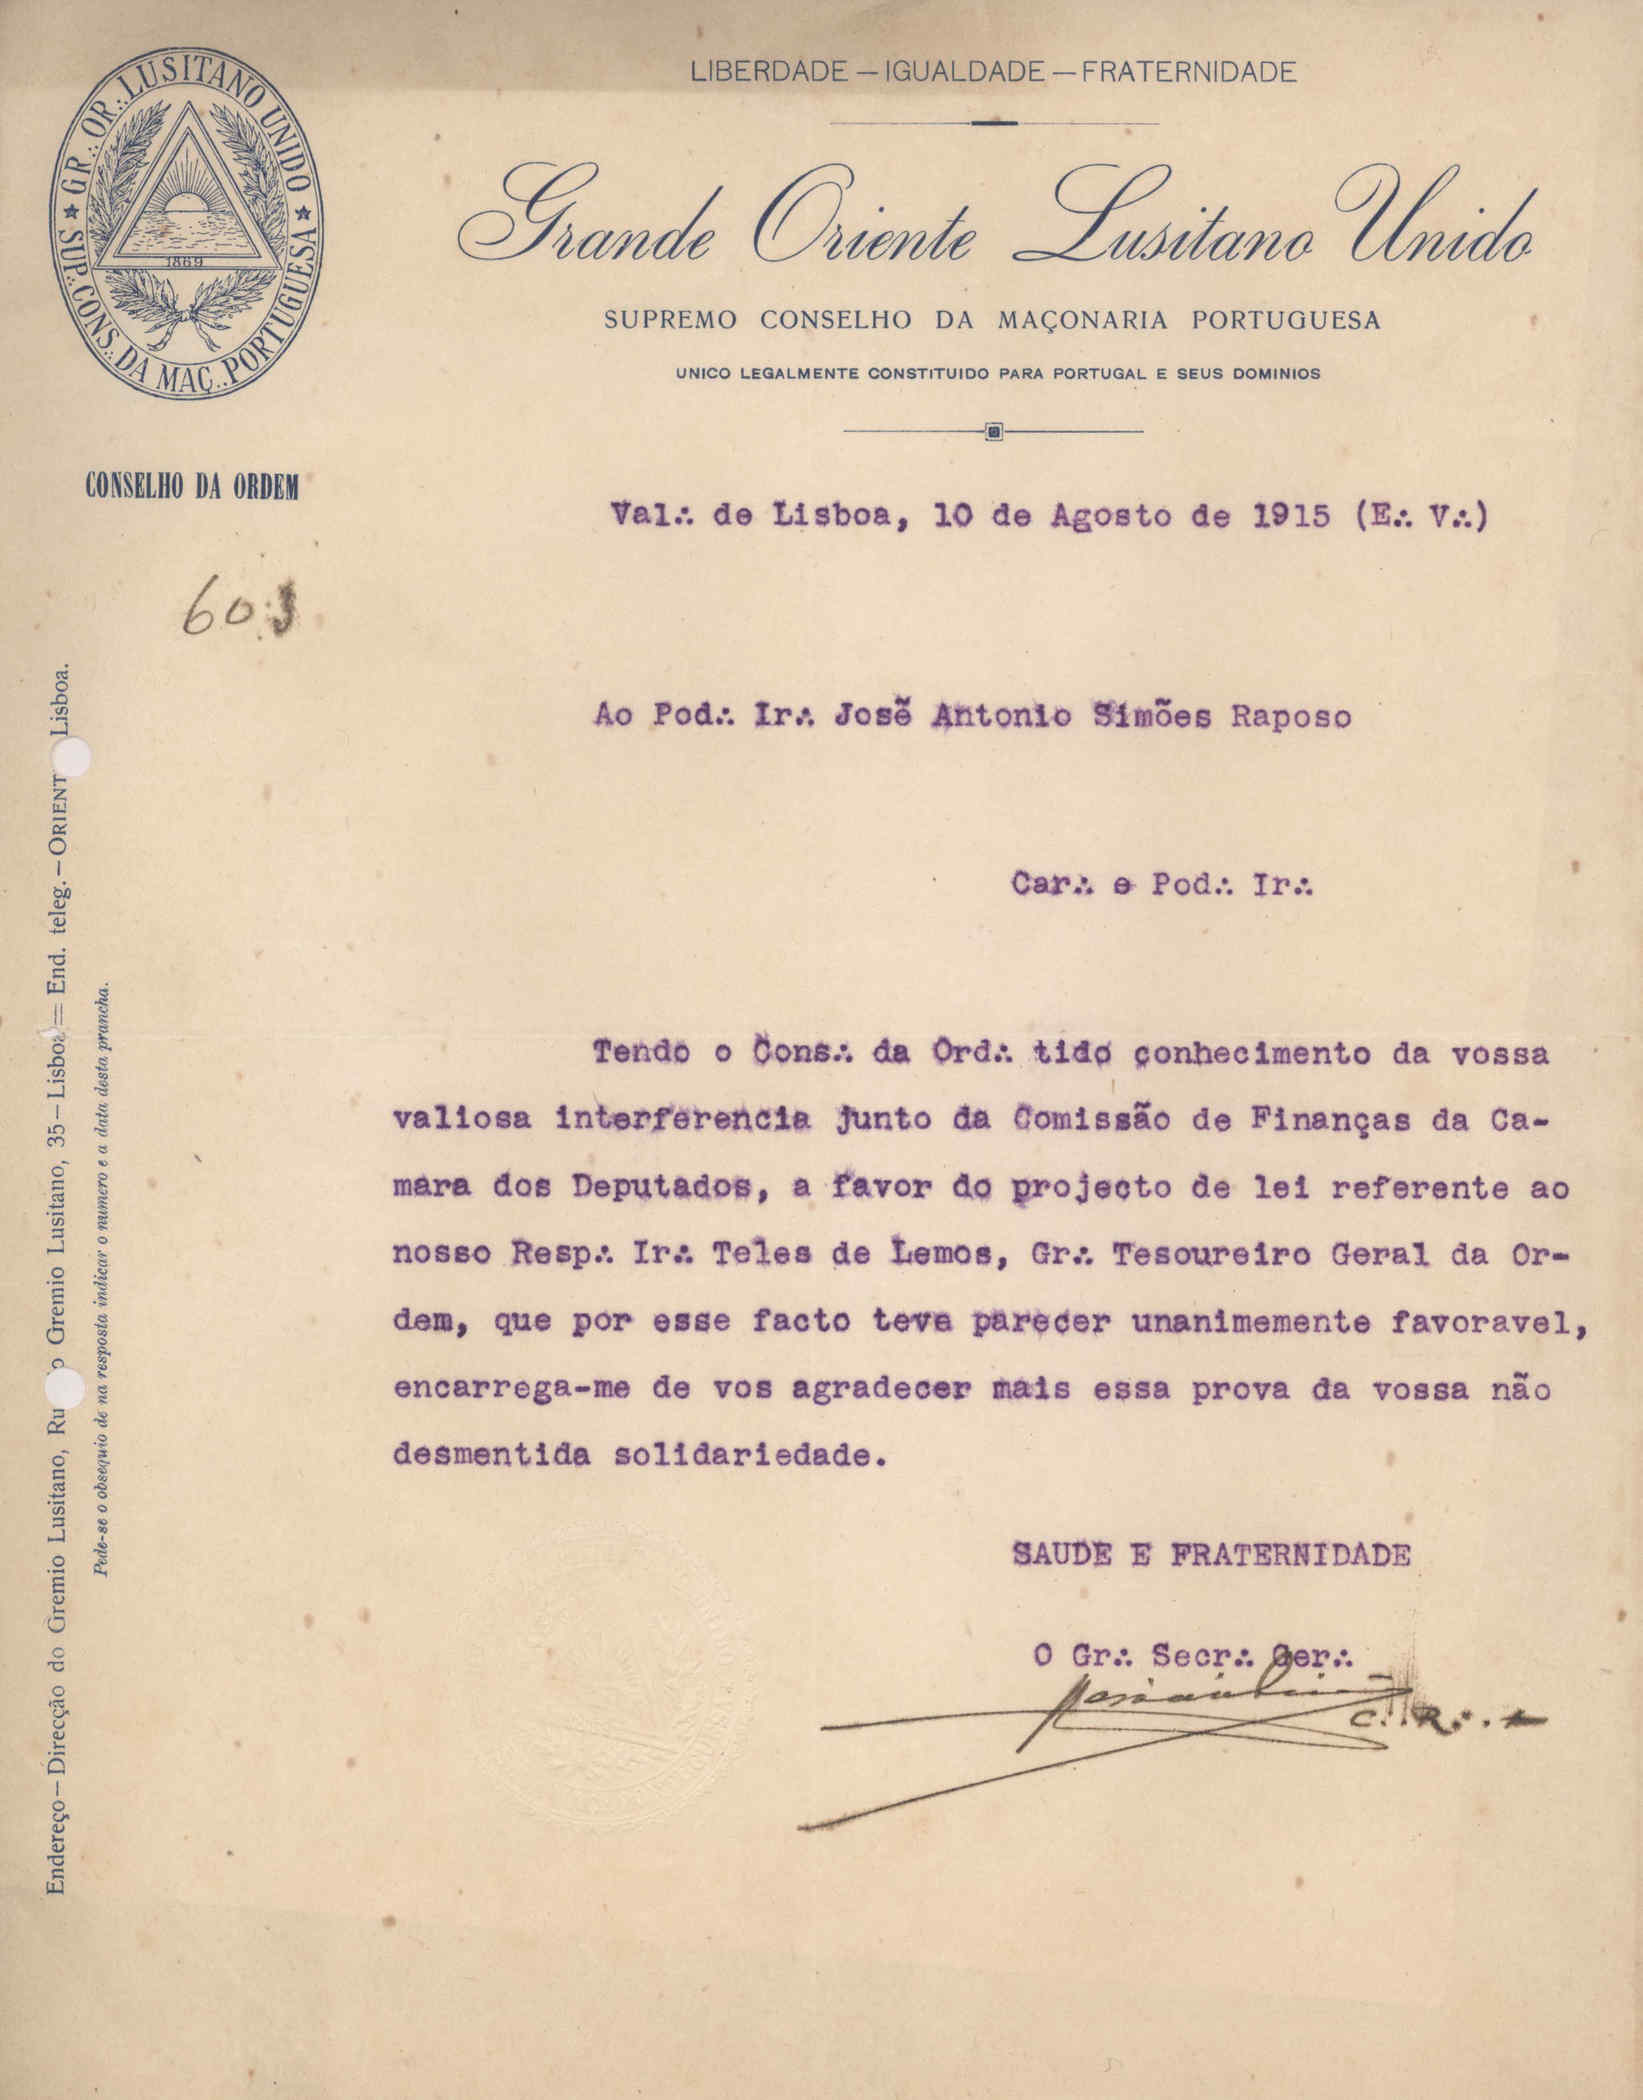 GR∴ OR∴ LUSITANO UNIDO
★ SUP∴ CONS∴ DA MAÇ∴ PORTUGUESA ★
1869
LIBERDADE — IGUALDADE — FRATERNIDADE
Grande Oriente Lusitano Unido
SUPREMO CONSELHO DA MAÇONARIA PORTUGUESA
UNICO LEGALMENTE CONSTITUIDO PARA PORTUGAL E SEUS DOMINIOS
CONSELHO DA ORDEM
Val∴ de Lisboa, 10 de Agosto de 1915 (E∴ V∴)
603
Ao Pod∴ Ir∴ José Antonio Simões Raposo
Car∴ e Pod∴ Ir∴
Tendo o Cons∴ da Ord∴ tido conhecimento da vossa
valiosa interferencia junto da Comissão de Finanças da Ca-
mara dos Deputados, a favor do projecto de lei referente ao
nosso Resp∴ Ir∴ Teles de Lemos, Gr∴ Tesoureiro Geral da Or-
dem, que por esse facto teve parecer unanimemente favoravel,
encarrega-me de vos agradecer mais essa prova da vossa não
desmentida solidariedade.
SAUDE E FRATERNIDADE
O Gr∴ Secr∴ Ger∴
C∴ R∴ +
Endereço—Direcção do Gremio Lusitano, Ru o Gremio Lusitano, 35—Lisboa = End. teleg.—ORIENT Lisboa.
Pede-se o obsequio de na resposta indicar o numero e a data desta prancha.